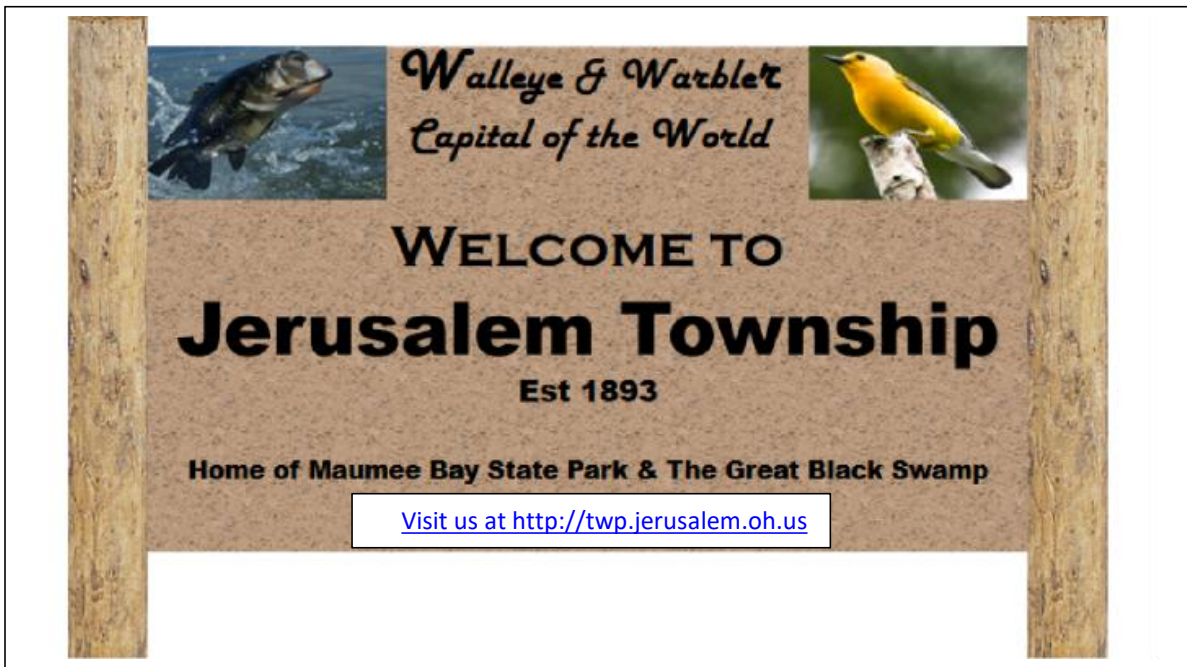 Walleye & Warbler
Capital of the World
WELCOME TO
Jerusalem Township
Est 1893
Home of Maumee Bay State Park & The Great Black Swamp
Visit us at http://twp.jerusalem.oh.us